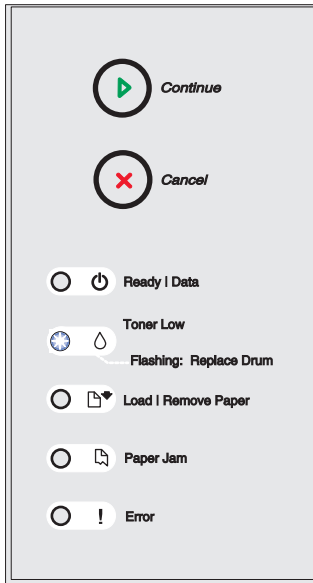 Continue
Cancel
Ready | Data
Toner Low
Flashing: Replace Drum
Load | Remove Paper
Paper Jam
! Error